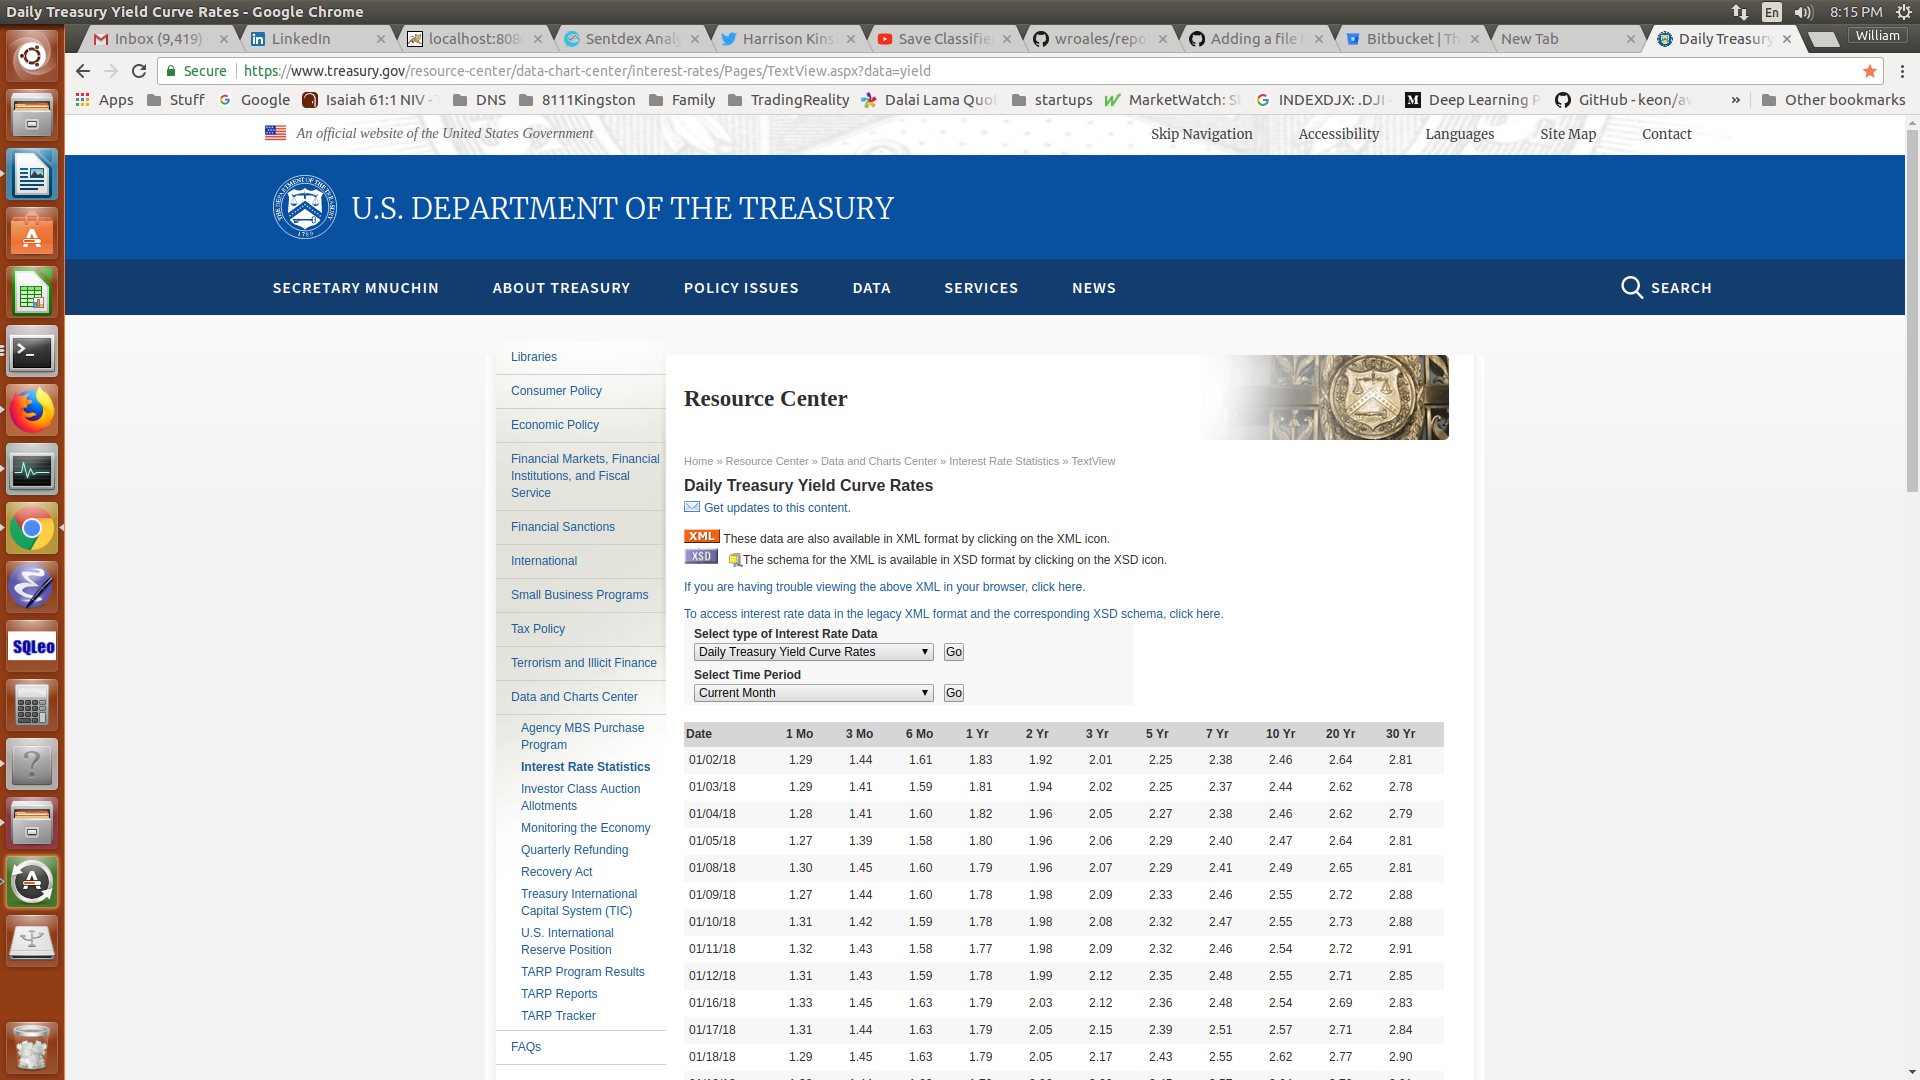 Daily Treasury Yield Curve Rates - Google Chrome
En 8:15 PM
Inbox (9,419) LinkedIn localhost:8080 Sentdex Analy Harrison Kins Save Classifie wroales/repo Adding a file Bitbucket | Th New Tab Daily Treasury William
Secure https://www.treasury.gov/resource-center/data-chart-center/interest-rates/Pages/TextView.aspx?data=yield
Apps Stuff Google Isaiah 61:1 NIV - DNS 8111Kingston Family TradingReality Dalai Lama Quot startups MarketWatch: St INDEXDJX: .DJI Deep Learning P GitHub - keon/aw » Other bookmarks
An official website of the United States Government
Skip Navigation Accessibility Languages Site Map Contact
U.S. DEPARTMENT OF THE TREASURY
SECRETARY MNUCHIN ABOUT TREASURY POLICY ISSUES DATA SERVICES NEWS SEARCH
Libraries
Consumer Policy
Economic Policy
Financial Markets, Financial
Institutions, and Fiscal
Service
Financial Sanctions
International
Small Business Programs
Tax Policy
Terrorism and Illicit Finance
Data and Charts Center
Agency MBS Purchase
Program
Interest Rate Statistics
Investor Class Auction
Allotments
Monitoring the Economy
Quarterly Refunding
Recovery Act
Treasury International
Capital System (TIC)
U.S. International
Reserve Position
TARP Program Results
TARP Reports
TARP Tracker
FAQs
Resource Center
Home » Resource Center » Data and Charts Center » Interest Rate Statistics » TextView
Daily Treasury Yield Curve Rates
Get updates to this content.
XML These data are also available in XML format by clicking on the XML icon.
XSD The schema for the XML is available in XSD format by clicking on the XSD icon.
If you are having trouble viewing the above XML in your browser, click here.
To access interest rate data in the legacy XML format and the corresponding XSD schema, click here.
Select type of Interest Rate Data
Daily Treasury Yield Curve Rates Go
Select Time Period
Current Month Go
Date 1 Mo 3 Mo 6 Mo 1 Yr 2 Yr 3 Yr 5 Yr 7 Yr 10 Yr 20 Yr 30 Yr
01/02/18 1.29 1.44 1.61 1.83 1.92 2.01 2.25 2.38 2.46 2.64 2.81
01/03/18 1.29 1.41 1.59 1.81 1.94 2.02 2.25 2.37 2.44 2.62 2.78
01/04/18 1.28 1.41 1.60 1.82 1.96 2.05 2.27 2.38 2.46 2.62 2.79
01/05/18 1.27 1.39 1.58 1.80 1.96 2.06 2.29 2.40 2.47 2.64 2.81
01/08/18 1.30 1.45 1.60 1.79 1.96 2.07 2.29 2.41 2.49 2.65 2.81
01/09/18 1.27 1.44 1.60 1.78 1.98 2.09 2.33 2.46 2.55 2.72 2.88
01/10/18 1.31 1.42 1.59 1.78 1.98 2.08 2.32 2.47 2.55 2.73 2.88
01/11/18 1.32 1.43 1.58 1.77 1.98 2.09 2.32 2.46 2.54 2.72 2.91
01/12/18 1.31 1.43 1.59 1.78 1.99 2.12 2.35 2.48 2.55 2.71 2.85
01/16/18 1.33 1.45 1.63 1.79 2.03 2.12 2.36 2.48 2.54 2.69 2.83
01/17/18 1.31 1.44 1.63 1.79 2.05 2.15 2.39 2.51 2.57 2.71 2.84
01/18/18 1.29 1.45 1.63 1.79 2.05 2.17 2.43 2.55 2.62 2.77 2.90
SQLeo